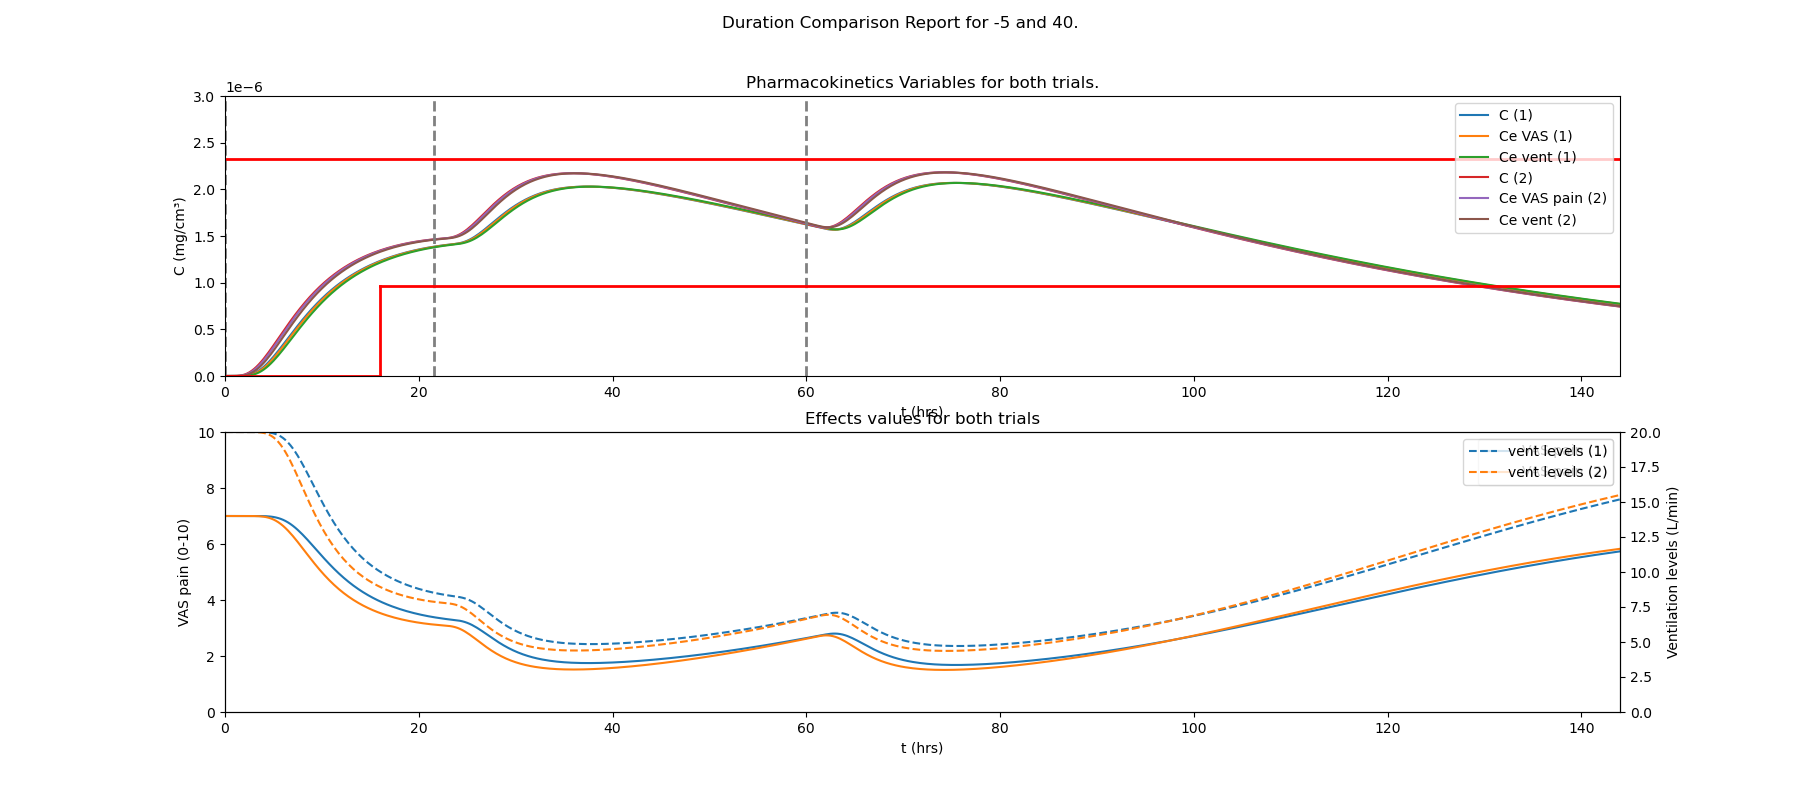 Duration Comparison Report for -5 and 40.
Pharmacokinetics Variables for both trials.
1e−6
3.0
2.5
2.0
1.5
1.0
0.5
0.0
C (mg/cm³)
C (1)
Ce VAS (1)
Ce vent (1)
C (2)
Ce VAS pain (2)
Ce vent (2)
0 20 40 60 80 100 120 140
t (hrs)
Effects values for both trials
10
8
6
4
2
0
VAS pain (0-10)
vent levels (1)
vent levels (2)
20.0
17.5
15.0
12.5
10.0
7.5
5.0
2.5
0.0
Ventilation levels (L/min)
0 20 40 60 80 100 120 140
t (hrs)